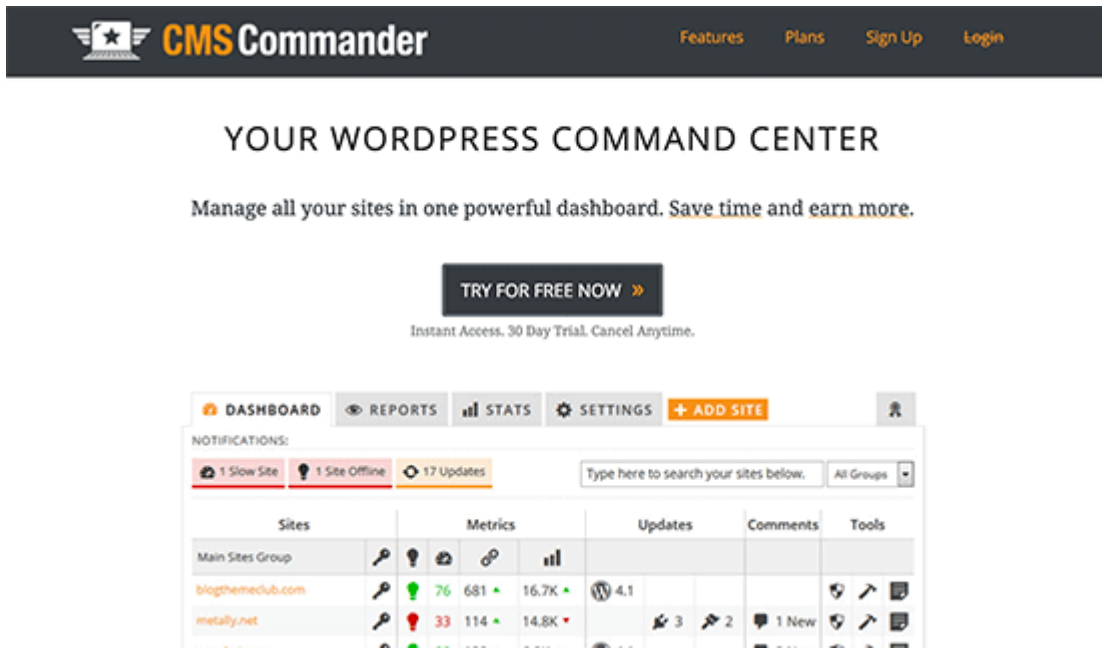 CMS Commander
Features Plans Sign Up Login
YOUR WORDPRESS COMMAND CENTER
Manage all your sites in one powerful dashboard. Save time and earn more.
TRY FOR FREE NOW »
Instant Access. 30 Day Trial. Cancel Anytime.
DASHBOARD REPORTS STATS SETTINGS + ADD SITE
NOTIFICATIONS:
1 Slow Site 1 Site Offline 17 Updates Type here to search your sites below. All Groups
Sites Metrics Updates Comments Tools
Main Sites Group
blogthemeclub.com 76 681 16.7K 4.1
metally.net 33 114 14.8K 3 2 1 New